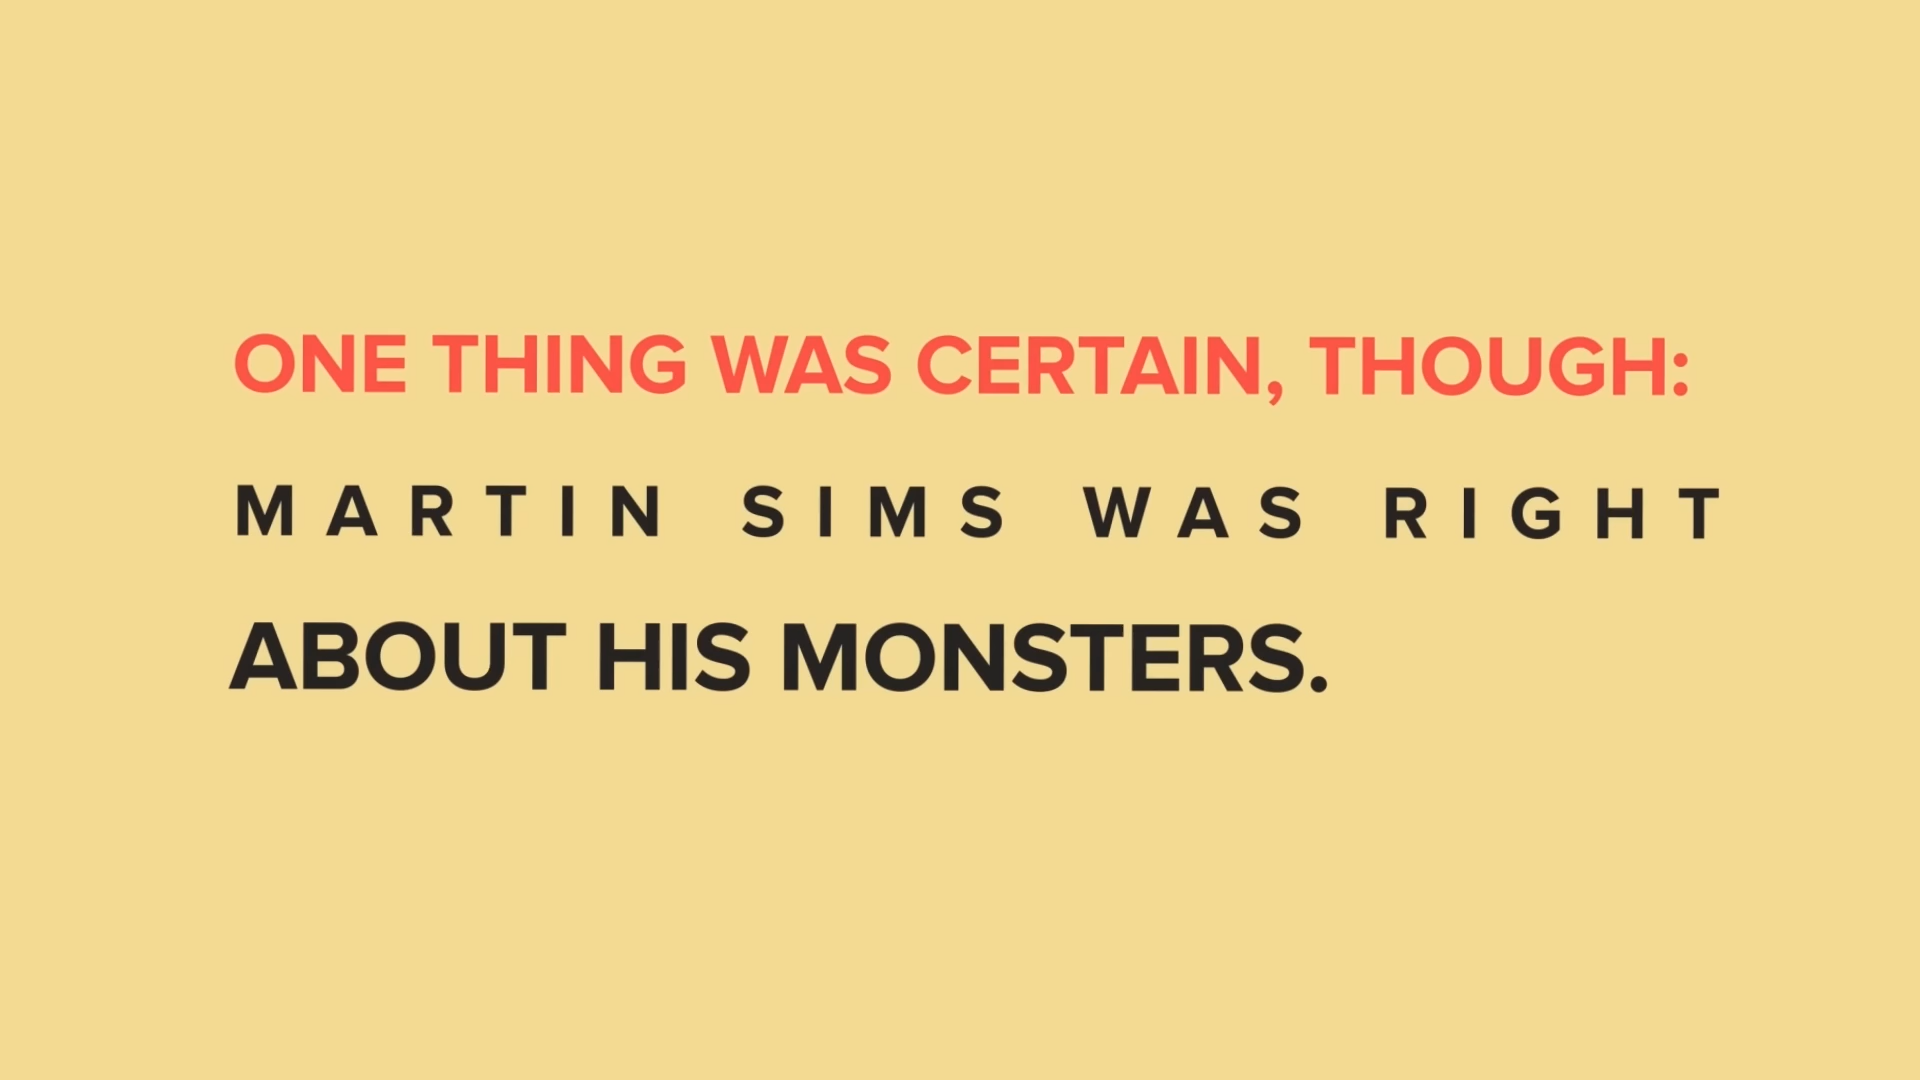 ONE THING WAS CERTAIN, THOUGH:
MARTIN SIMS WAS RIGHT
ABOUT HIS MONSTERS.